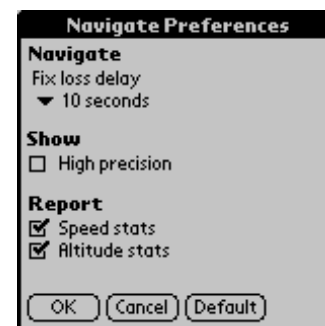 Navigate Preferences
Navigate
Fix loss delay
10 seconds
Show
High precision
Report
Speed stats
Altitude stats
OK Cancel Default